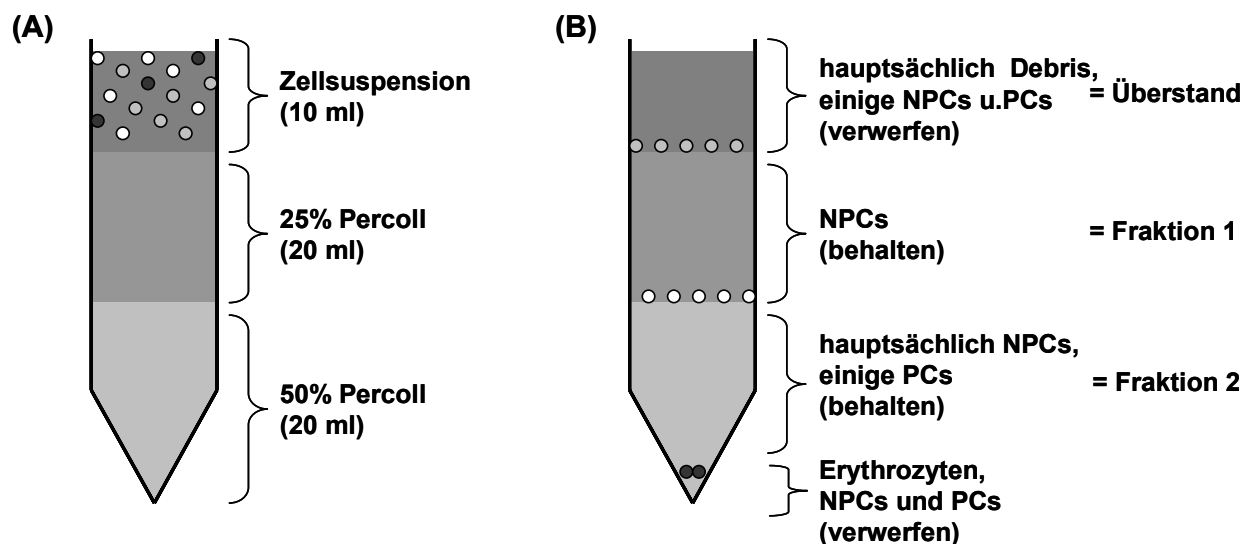 (A)
Zellsuspension
(10 ml)
25% Percoll
(20 ml)
50% Percoll
(20 ml)
(B)
hauptsächlich Debris,
einige NPCs u.PCs = Überstand
(verwerfen)
NPCs = Fraktion 1
(behalten)
hauptsächlich NPCs,
einige PCs = Fraktion 2
(behalten)
Erythrozyten,
NPCs und PCs
(verwerfen)